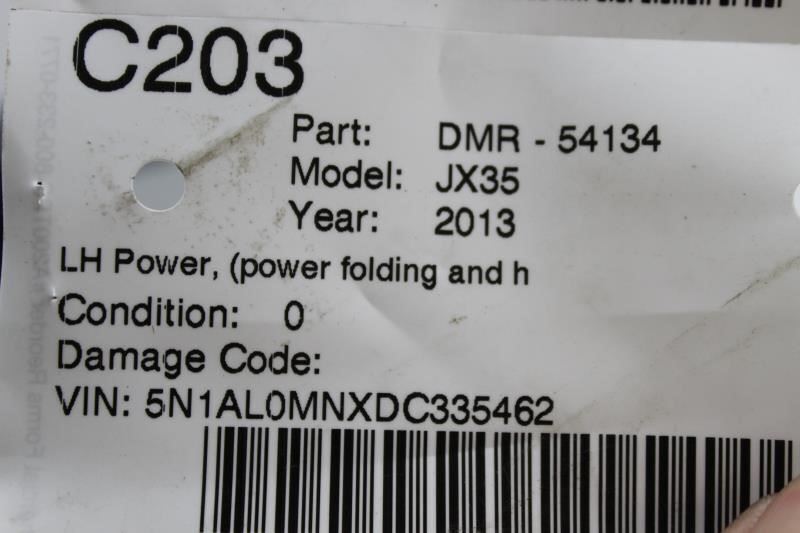 C203
Part: DMR - 54134
Model: JX35
Year: 2013
LH Power, (power folding and h
Condition: 0
Damage Code:
VIN: 5N1AL0MNXDC335462